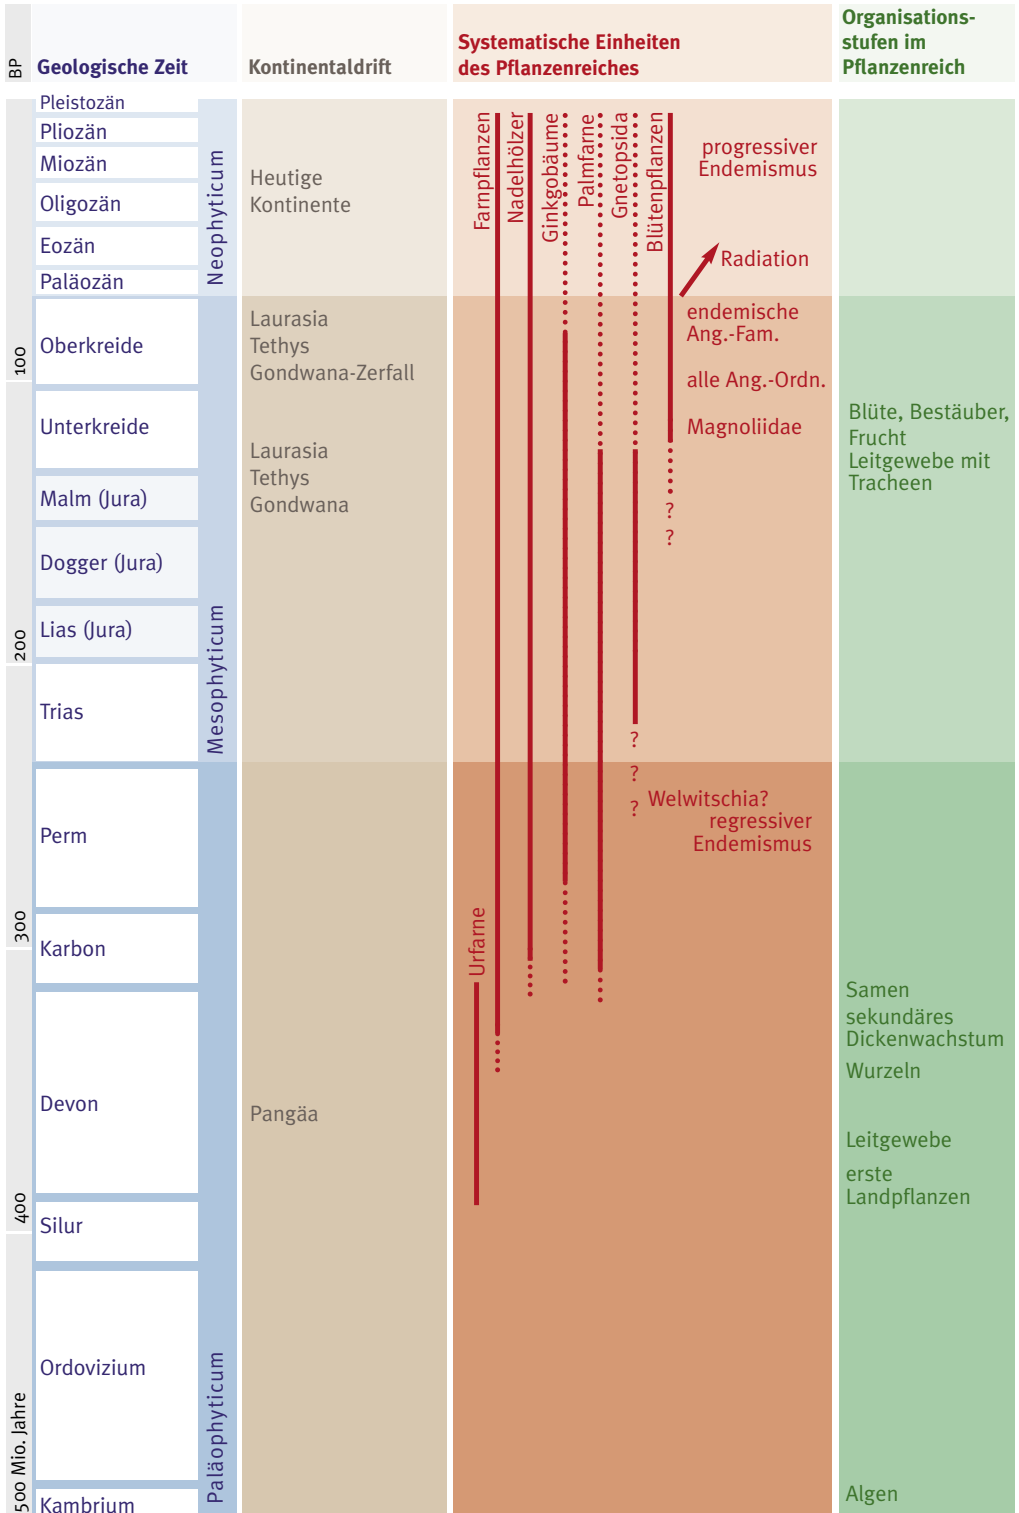 BP
Geologische Zeit
Kontinentaldrift
Systematische Einheiten
des Pflanzenreiches
Organisations-
stufen im
Pflanzenreich
100
200
300
400
500 Mio. Jahre
Pleistozän
Pliozän
Miozän
Oligozän
Eozän
Paläozän
Oberkreide
Unterkreide
Malm (Jura)
Dogger (Jura)
Lias (Jura)
Trias
Perm
Karbon
Devon
Silur
Ordovizium
Kambrium
Neophyticum
Mesophyticum
Paläophyticum
Heutige
Kontinente
Laurasia
Tethys
Gondwana-Zerfall
Laurasia
Tethys
Gondwana
Pangäa
Urfarne
Farnpflanzen
Nadelhölzer
Ginkgobäume
Palmfarne
Gnetopsida
Blütenpflanzen
progressiver
Endemismus
Radiation
endemische
Ang.-Fam.
alle Ang.-Ordn.
Magnoliidae
?
?
?
?
? Welwitschia?
regressiver
Endemismus
Blüte, Bestäuber,
Frucht
Leitgewebe mit
Tracheen
Samen
sekundäres
Dickenwachstum
Wurzeln
Leitgewebe
erste
Landpflanzen
Algen